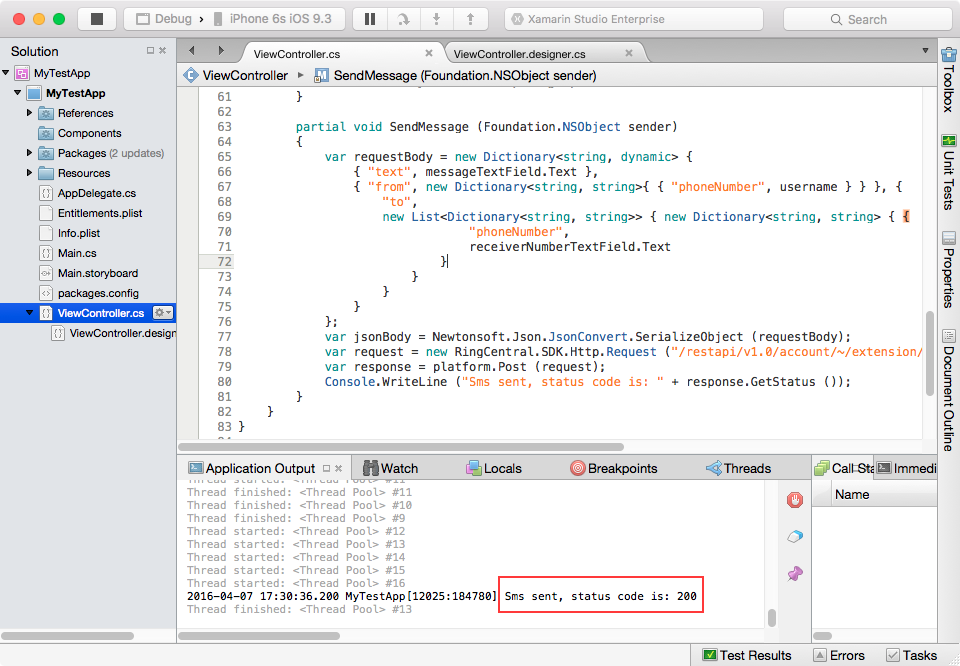 Debug
iPhone 6s iOS 9.3
Xamarin Studio Enterprise
Search
Solution
MyTestApp
MyTestApp
References
Components
Packages (2 updates)
Resources
AppDelegate.cs
Entitlements.plist
Info.plist
Main.cs
Main.storyboard
packages.config
ViewController.cs
ViewController.design
ViewController.cs
ViewController.designer.cs
ViewController
SendMessage (Foundation.NSObject sender)
61 }
62
63 partial void SendMessage (Foundation.NSObject sender)
64 {
65 var requestBody = new Dictionary<string, dynamic> {
66 { "text", messageTextField.Text },
67 { "from", new Dictionary<string, string>{ { "phoneNumber", username } } }, {
68 "to",
69 new List<Dictionary<string, string>> { new Dictionary<string, string> { {
70 "phoneNumber",
71 receiverNumberTextField.Text
72 }
73 }
74 }
75 }
76 };
77 var jsonBody = Newtonsoft.Json.JsonConvert.SerializeObject (requestBody);
78 var request = new RingCentral.SDK.Http.Request ("/restapi/v1.0/account/~/extension/
79 var response = platform.Post (request);
80 Console.WriteLine ("Sms sent, status code is: " + response.GetStatus ());
81 }
82 }
83 }
Toolbox
Unit Tests
Properties
Document Outline
Application Output
Watch
Locals
Breakpoints
Threads
Call Sta
Immedi
Name
Thread started: <Thread Pool> #11
Thread finished: <Thread Pool> #11
Thread finished: <Thread Pool> #10
Thread finished: <Thread Pool> #9
Thread started: <Thread Pool> #12
Thread started: <Thread Pool> #13
Thread started: <Thread Pool> #14
Thread started: <Thread Pool> #15
Thread started: <Thread Pool> #16
2016-04-07 17:30:36.200 MyTestApp[12025:184780] Sms sent, status code is: 200
Thread finished: <Thread Pool> #13
Test Results
Errors
Tasks